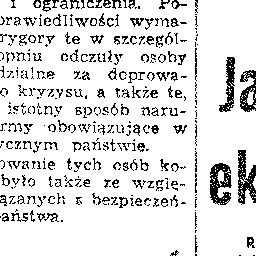 i ograniczenia. Po-
prawiedliwości wyma-
rygory te w szczegól-
opniu odczuły osoby
dzialne za doprowa-
o kryzysu, a także te,
istotny sposób naru-
rmy obowiązujące w
ycznym państwie.
owanie tych osób ko-
było także ze wzglę-
ązanych z bezpieczeń-
aństwa.
Ja
ek
R